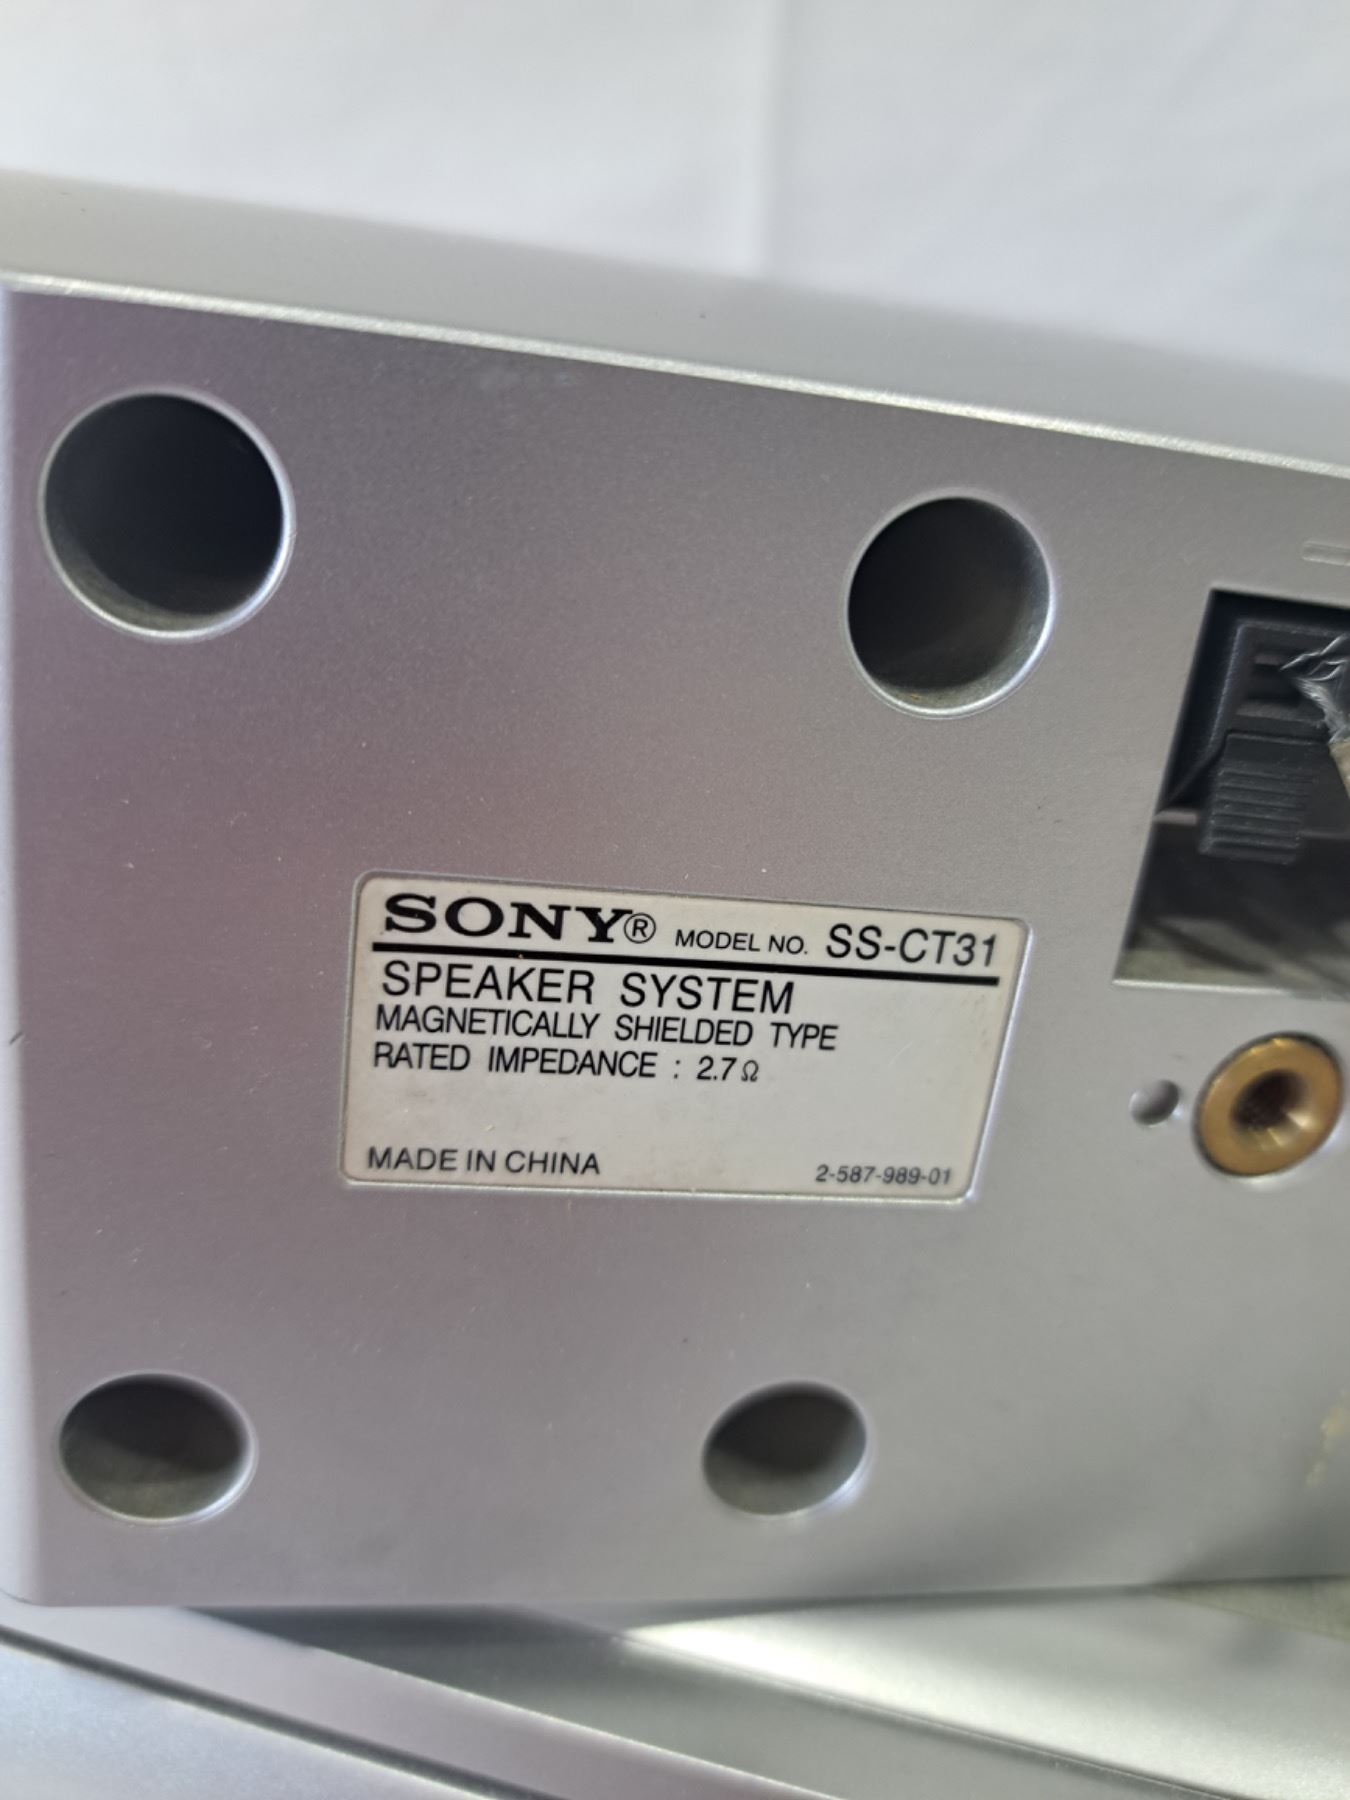 SONY® MODEL NO. SS-CT31
SPEAKER SYSTEM
MAGNETICALLY SHIELDED TYPE
RATED IMPEDANCE : 2.7Ω
MADE IN CHINA 2-587-989-01